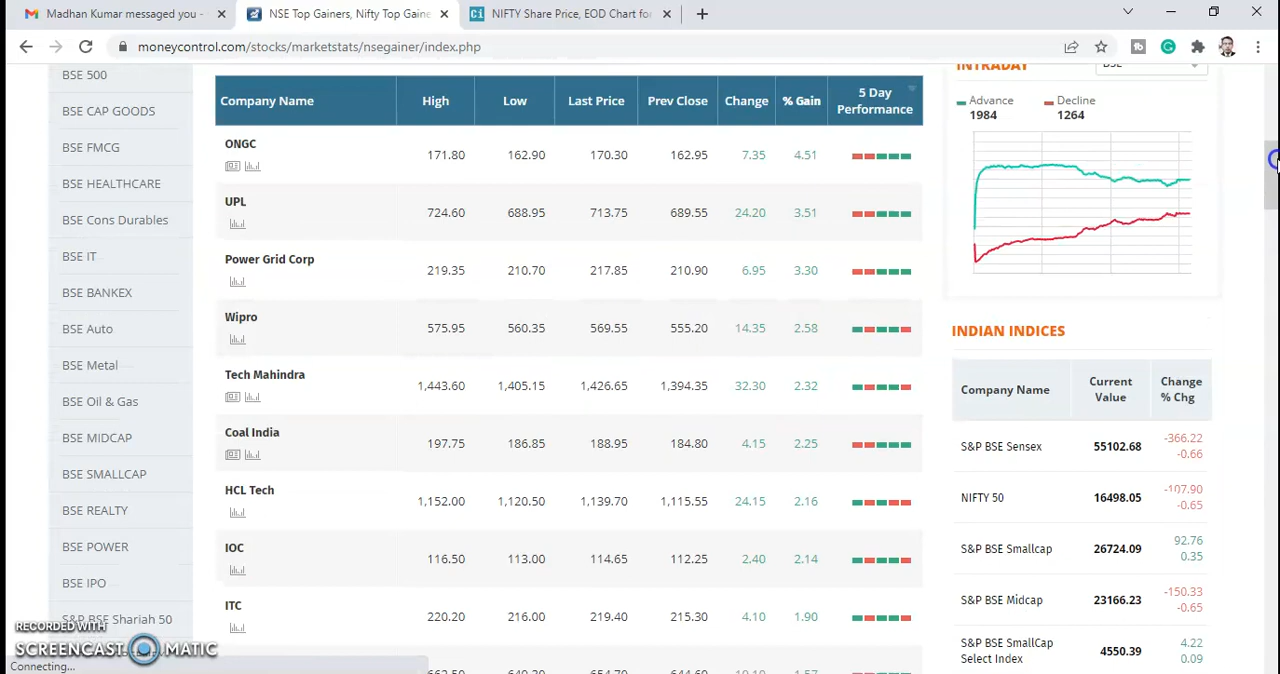 Madhan Kumar messaged you -
NSE Top Gainers, Nifty Top Gaine
NIFTY Share Price, EOD Chart for
moneycontrol.com/stocks/marketstats/nsegainer/index.php
BSE 500
BSE CAP GOODS
BSE FMCG
BSE HEALTHCARE
BSE Cons Durables
BSE IT
BSE BANKEX
BSE Auto
BSE Metal
BSE Oil & Gas
BSE MIDCAP
BSE SMALLCAP
BSE REALTY
BSE POWER
BSE IPO
S&P BSE Shariah 50
Company Name High Low Last Price Prev Close Change % Gain 5 Day Performance
ONGC 171.80 162.90 170.30 162.95 7.35 4.51
UPL 724.60 688.95 713.75 689.55 24.20 3.51
Power Grid Corp 219.35 210.70 217.85 210.90 6.95 3.30
Wipro 575.95 560.35 569.55 555.20 14.35 2.58
Tech Mahindra 1,443.60 1,405.15 1,426.65 1,394.35 32.30 2.32
Coal India 197.75 186.85 188.95 184.80 4.15 2.25
HCL Tech 1,152.00 1,120.50 1,139.70 1,115.55 24.15 2.16
IOC 116.50 113.00 114.65 112.25 2.40 2.14
ITC 220.20 216.00 219.40 215.30 4.10 1.90
INTRADAY BSE
Advance Decline
1984 1264
INDIAN INDICES
Company Name Current Value Change % Chg
S&P BSE Sensex 55102.68 -366.22 -0.66
NIFTY 50 16498.05 -107.90 -0.65
S&P BSE Smallcap 26724.09 92.76 0.35
S&P BSE Midcap 23166.23 -150.33 -0.65
S&P BSE SmallCap Select Index 4550.39 4.22 0.09
RECORDED WITH
SCREENCAST MATIC
Connecting...